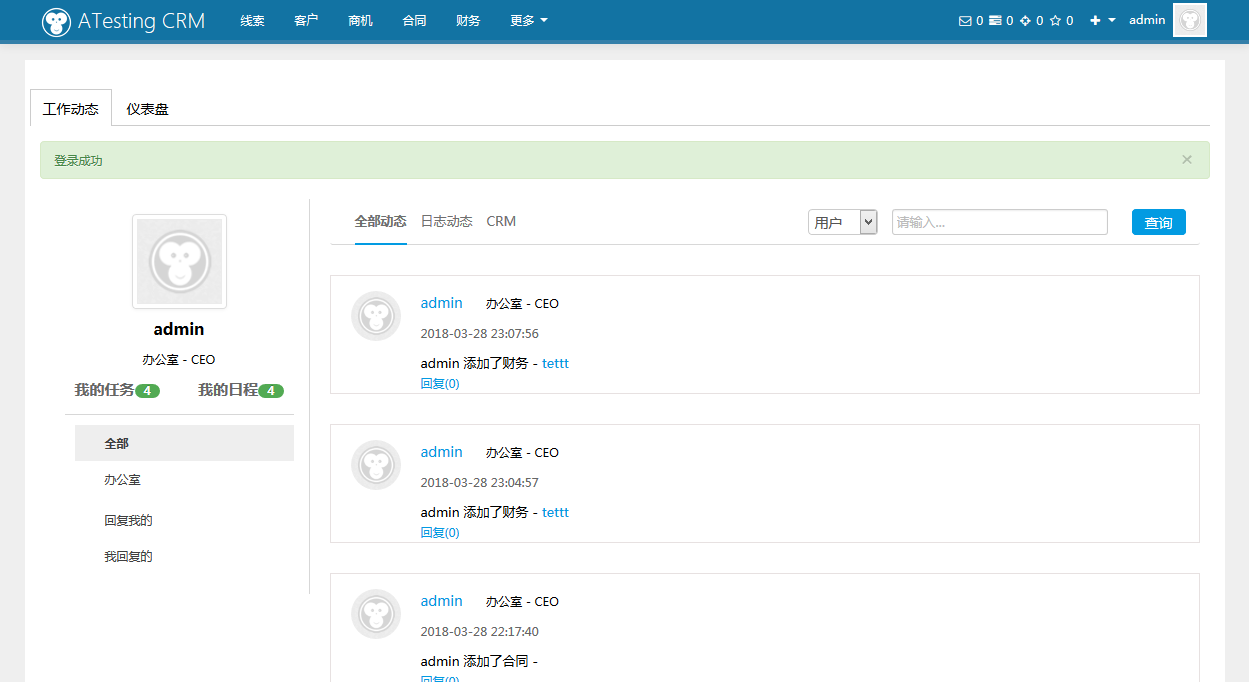 ATesting CRM 线索 客户 商机 合同 财务 更多 0 0 0 0 admin
工作动态 仪表盘
登录成功 ×
admin
办公室 - CEO
我的任务 4 我的日程 4
全部
办公室
回复我的
我回复的
全部动态 日志动态 CRM 用户 请输入... 查询
admin 办公室 - CEO
2018-03-28 23:07:56
admin 添加了财务 - tettt
回复(0)
admin 办公室 - CEO
2018-03-28 23:04:57
admin 添加了财务 - tettt
回复(0)
admin 办公室 - CEO
2018-03-28 22:17:40
admin 添加了合同 -
回复(0)